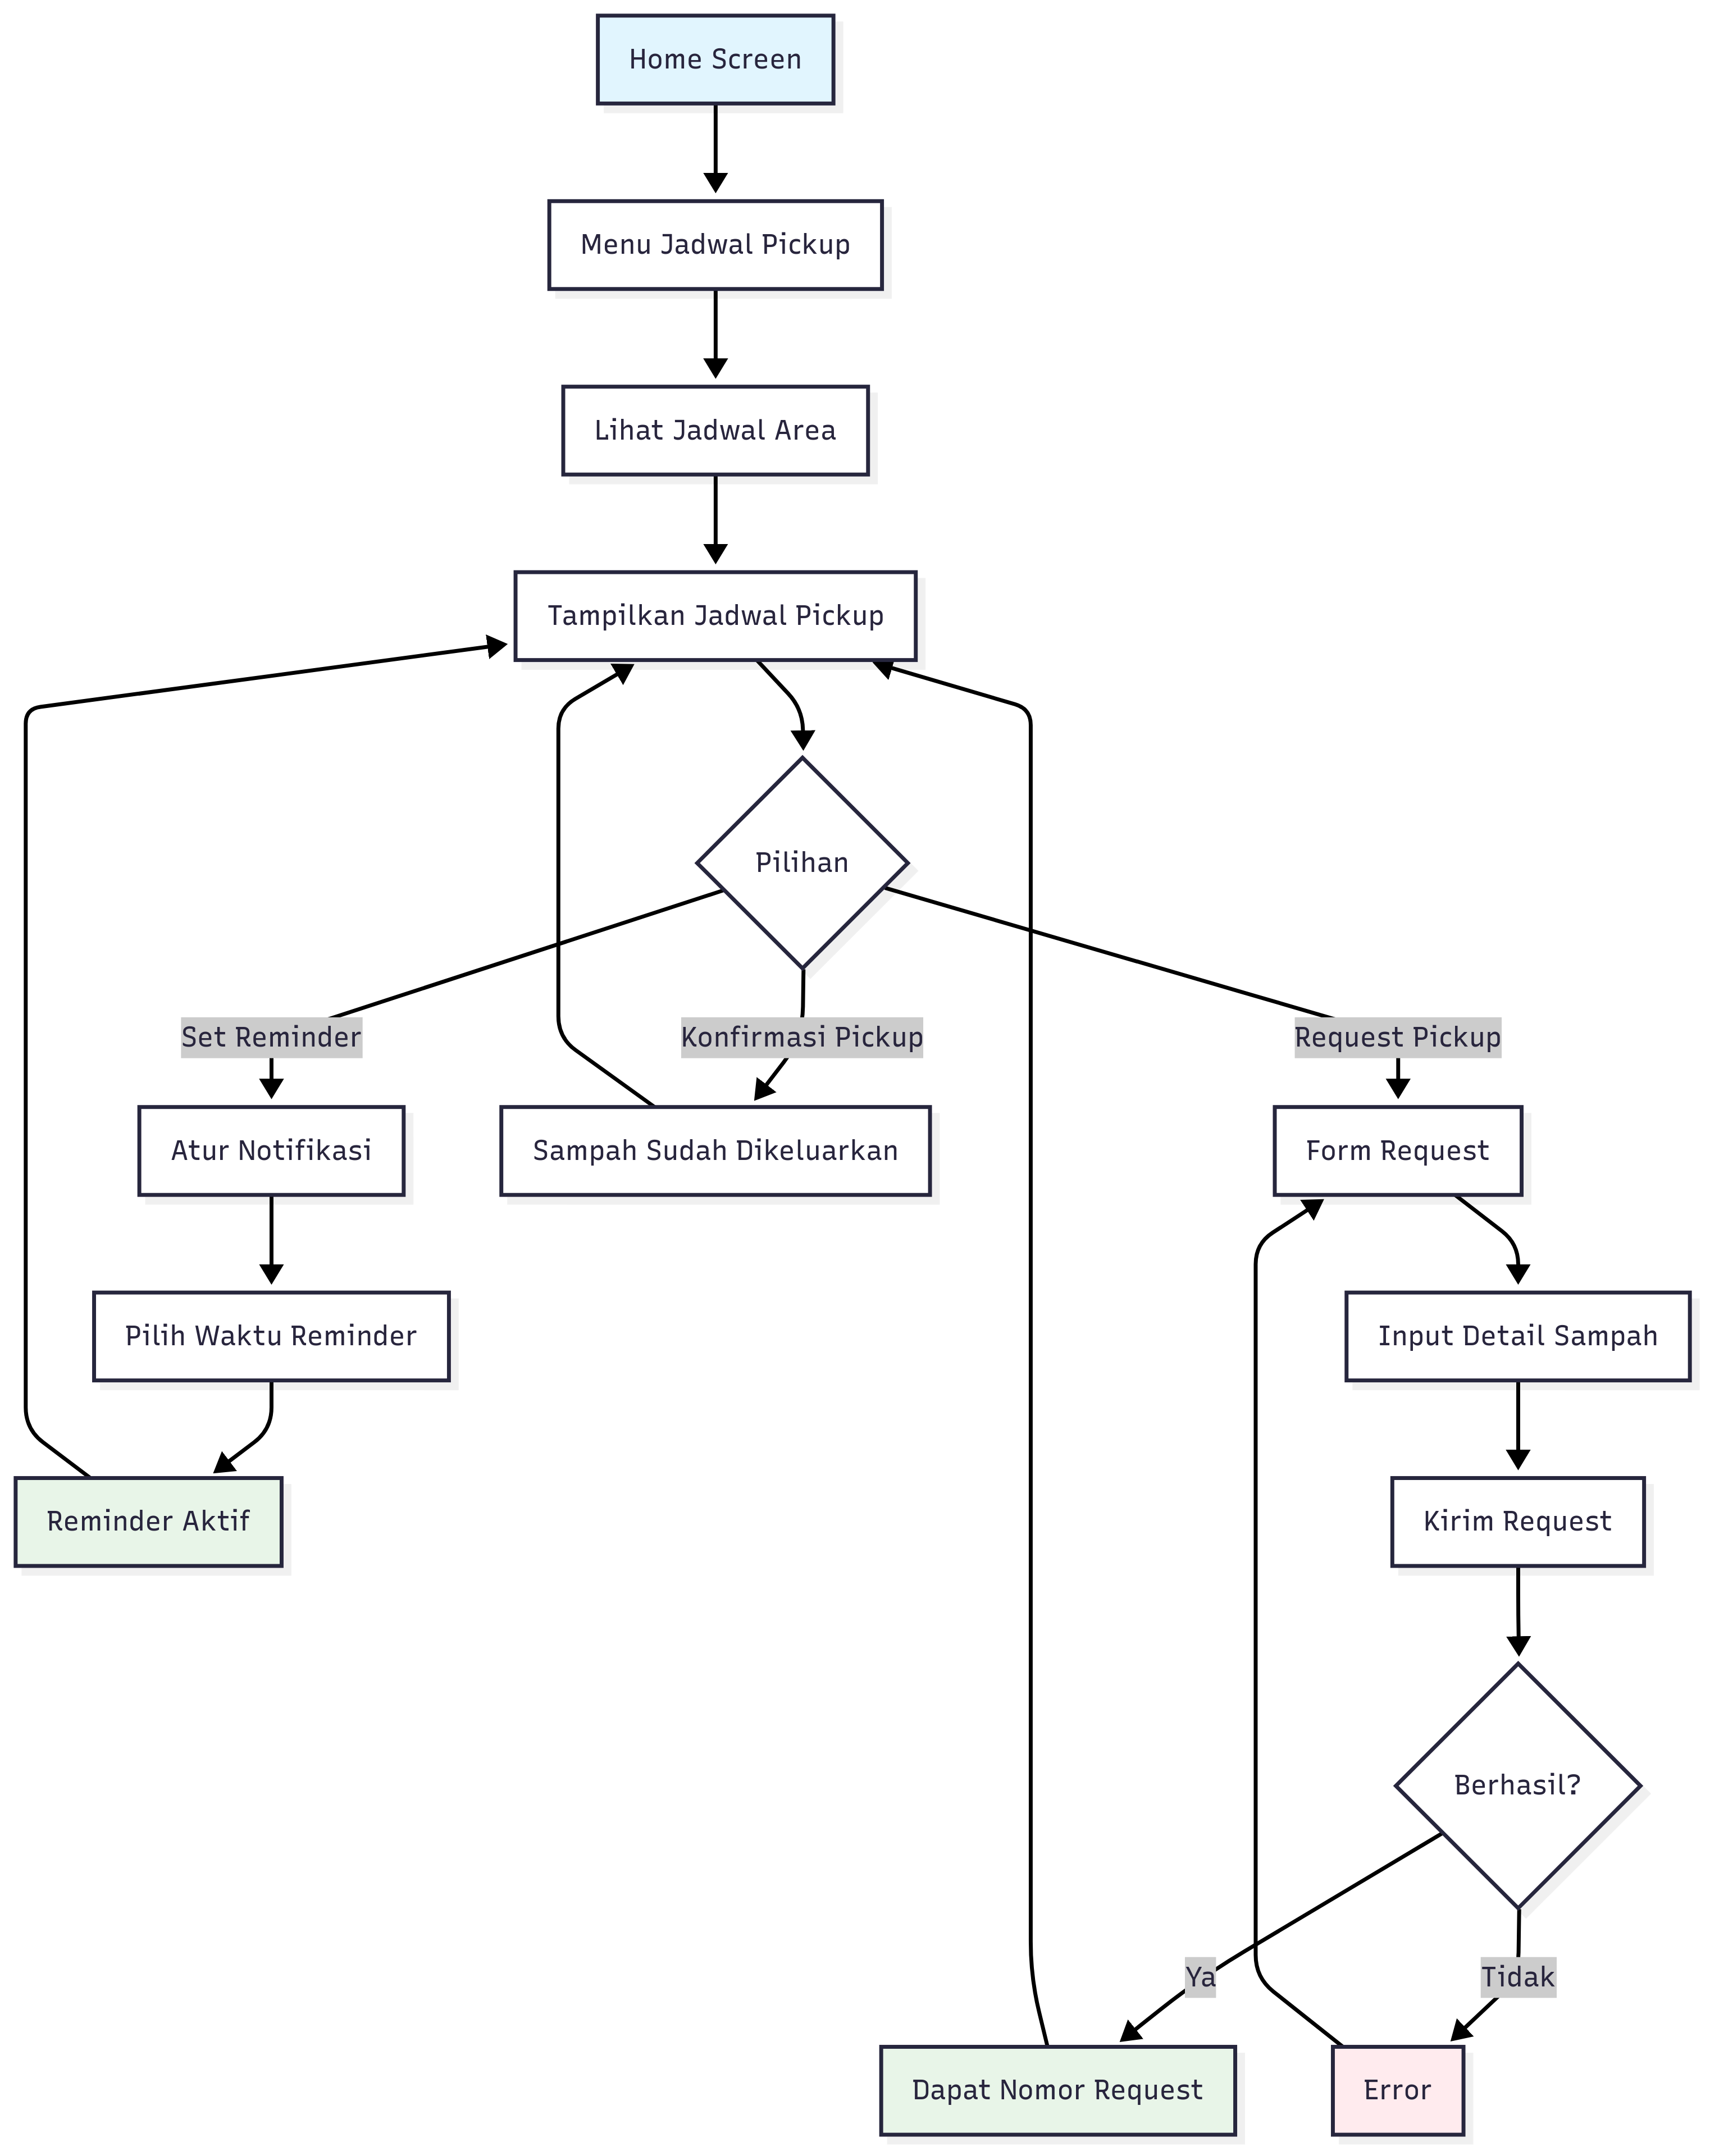 Home Screen
Menu Jadwal Pickup
Lihat Jadwal Area
Tampilkan Jadwal Pickup
Pilihan
Set Reminder
Konfirmasi Pickup
Request Pickup
Atur Notifikasi
Sampah Sudah Dikeluarkan
Form Request
Pilih Waktu Reminder
Input Detail Sampah
Reminder Aktif
Kirim Request
Berhasil?
Ya
Tidak
Dapat Nomor Request
Error